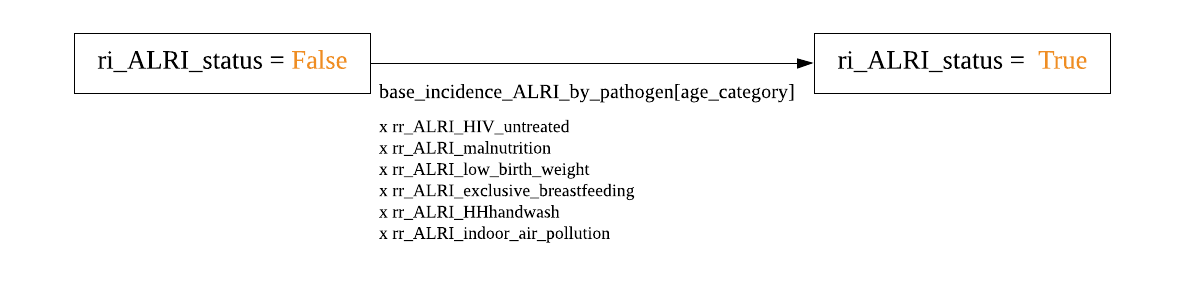 ri_ALRI_status = False
ri_ALRI_status = True
base_incidence_ALRI_by_pathogen[age_category]
x rr_ALRI_HIV_untreated
x rr_ALRI_malnutrition
x rr_ALRI_low_birth_weight
x rr_ALRI_exclusive_breastfeeding
x rr_ALRI_HHhandwash
x rr_ALRI_indoor_air_pollution